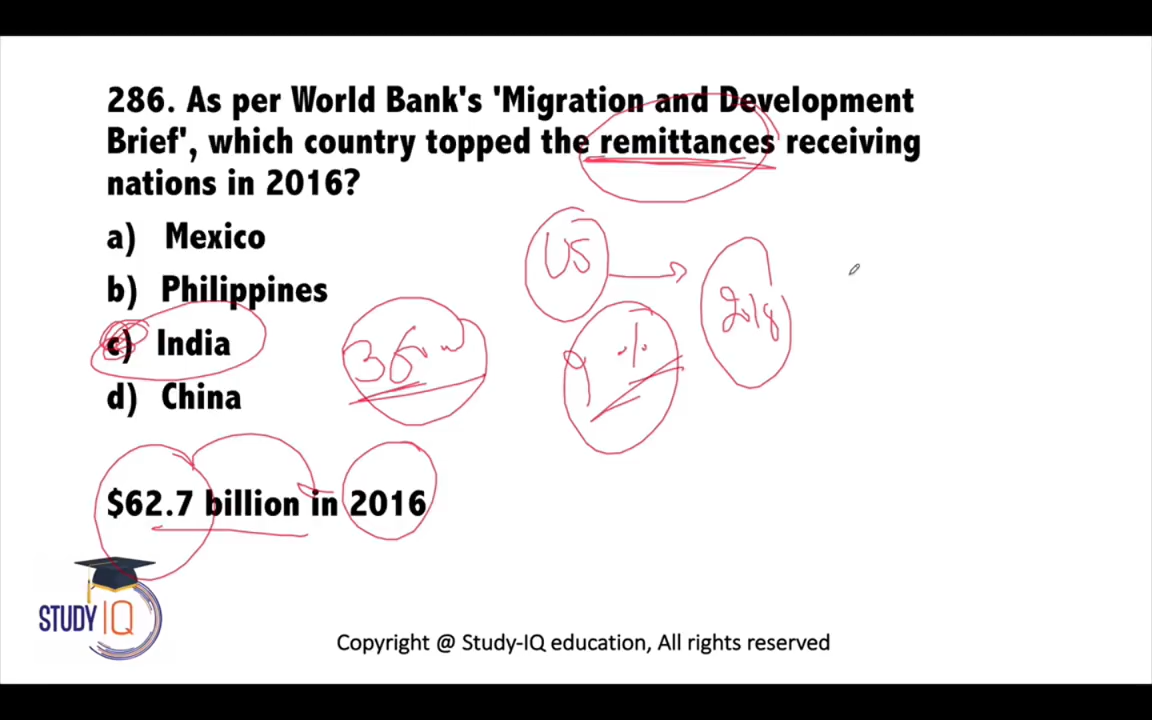 286. As per World Bank's 'Migration and Development
Brief', which country topped the remittances receiving
nations in 2016?
a) Mexico
b) Philippines
c) India
d) China
US
2018
$62.7 billion in 2016
STUDY IQ
Copyright @ Study-IQ education, All rights reserved